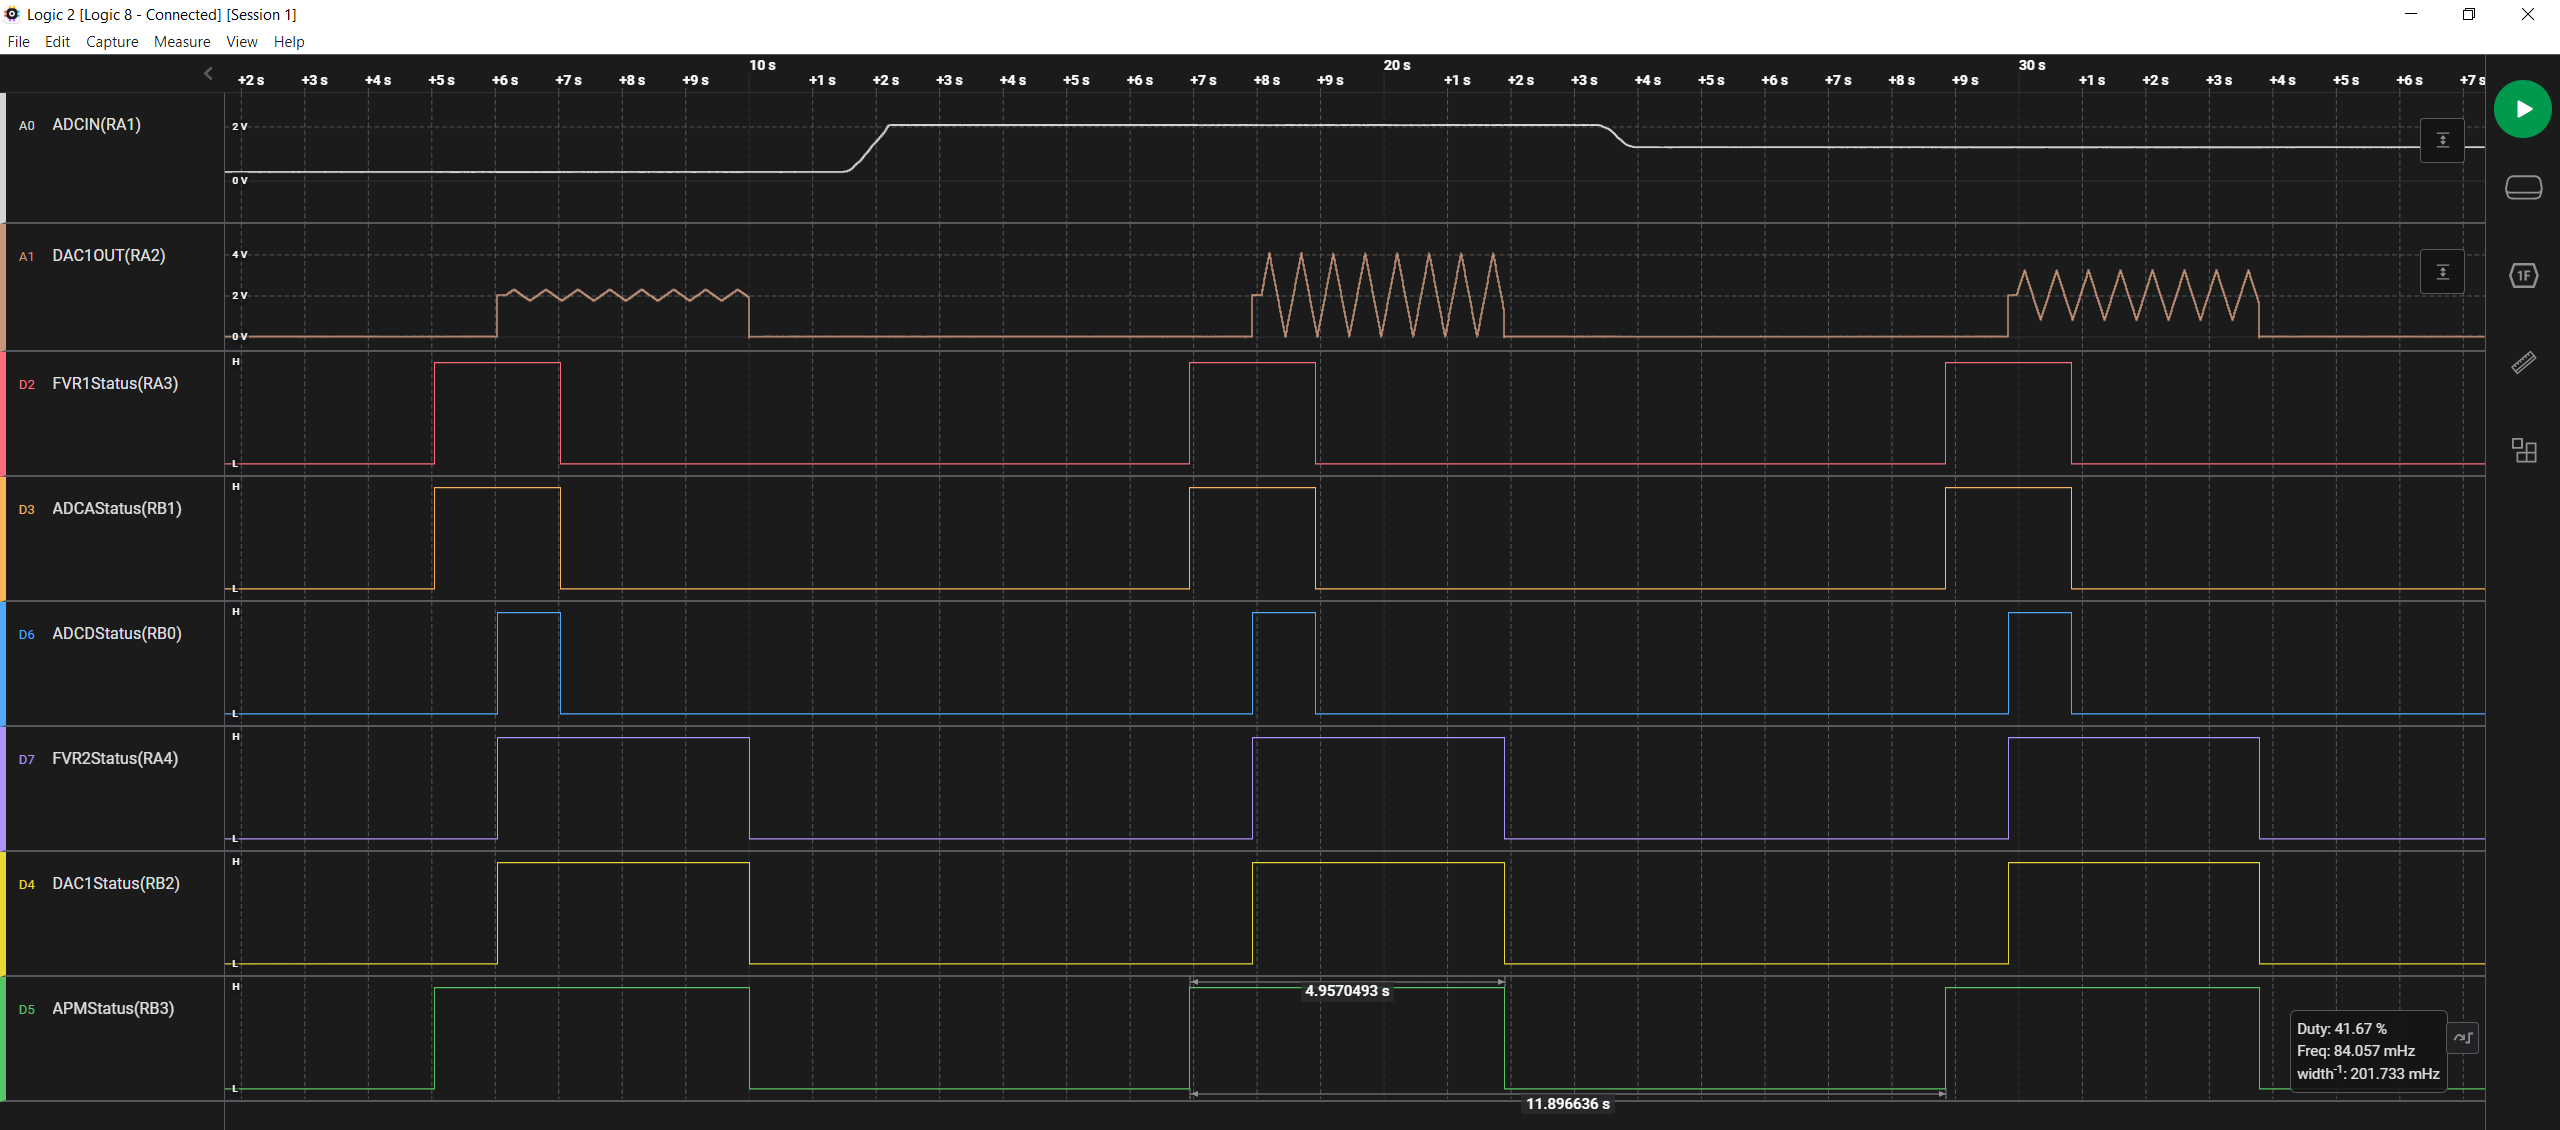 Logic 2 [Logic 8 - Connected] [Session 1]
File Edit Capture Measure View Help
10 s 20 s 30 s
+2 s +3 s +4 s +5 s +6 s +7 s +8 s +9 s +1 s +2 s +3 s +4 s +5 s +6 s +7 s +8 s +9 s +1 s +2 s +3 s +4 s +5 s +6 s +7 s +8 s +9 s +1 s +2 s +3 s +4 s +5 s +6 s +7 s
A0 ADCIN(RA1) 2 V
0 V
A1 DAC1OUT(RA2) 4 V
2 V
0 V
1F
D2 FVR1Status(RA3) H
L
D3 ADCAStatus(RB1) H
L
D6 ADCDStatus(RB0) H
L
D7 FVR2Status(RA4) H
L
D4 DAC1Status(RB2) H
L
D5 APMStatus(RB3) H
L
4.9570493 s
11.896636 s
Duty: 41.67 %
Freq: 84.057 mHz
width-1: 201.733 mHz